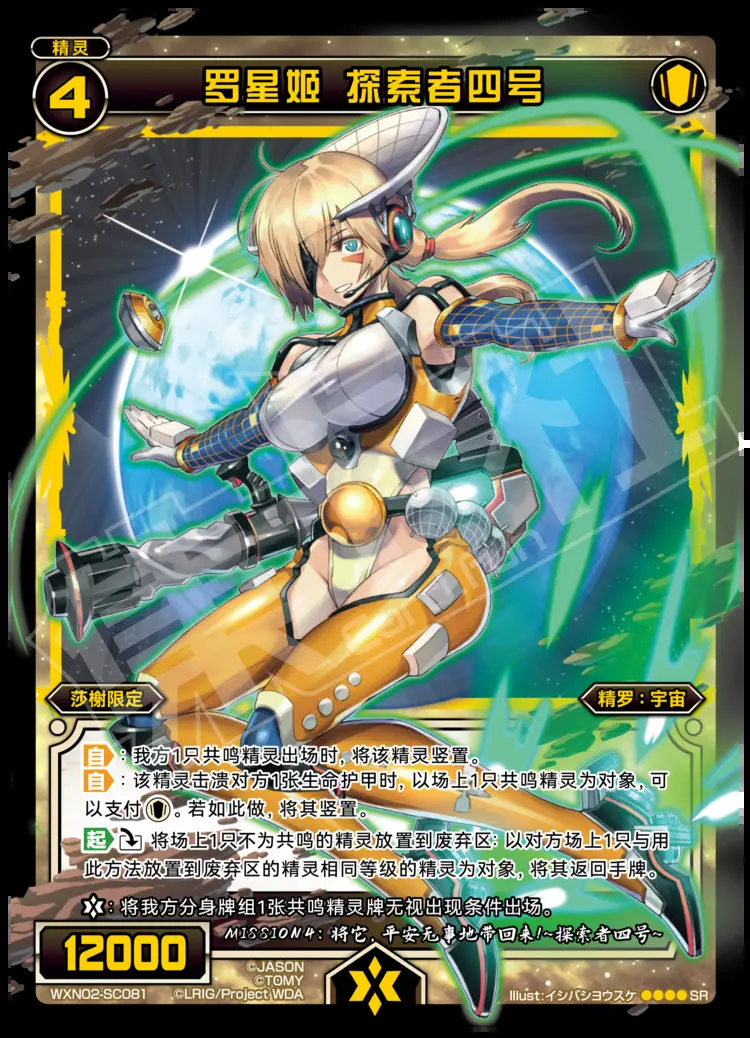 精灵
4
罗星姬 探索者四号
莎榭限定
精罗：宇宙
自：我方1只共鸣精灵出场时，将该精灵竖置。
自：该精灵击溃对方1张生命护甲时，以场上1只共鸣精灵为对象，可
以支付 。若如此做，将其竖置。
起 将场上1只不为共鸣的精灵放置到废弃区：以对方场上1只与用
此方法放置到废弃区的精灵相同等级的精灵为对象，将其返回手牌。
：将我方分身牌组1张共鸣精灵牌无视出现条件出场。
MISSION4：将它，平安无事地带回来！~探索者四号~
12000
©JASON
©TOMY
WXN02-SC081 ©LRIG/Project WDA
Illust:イシバシヨウスケ SR